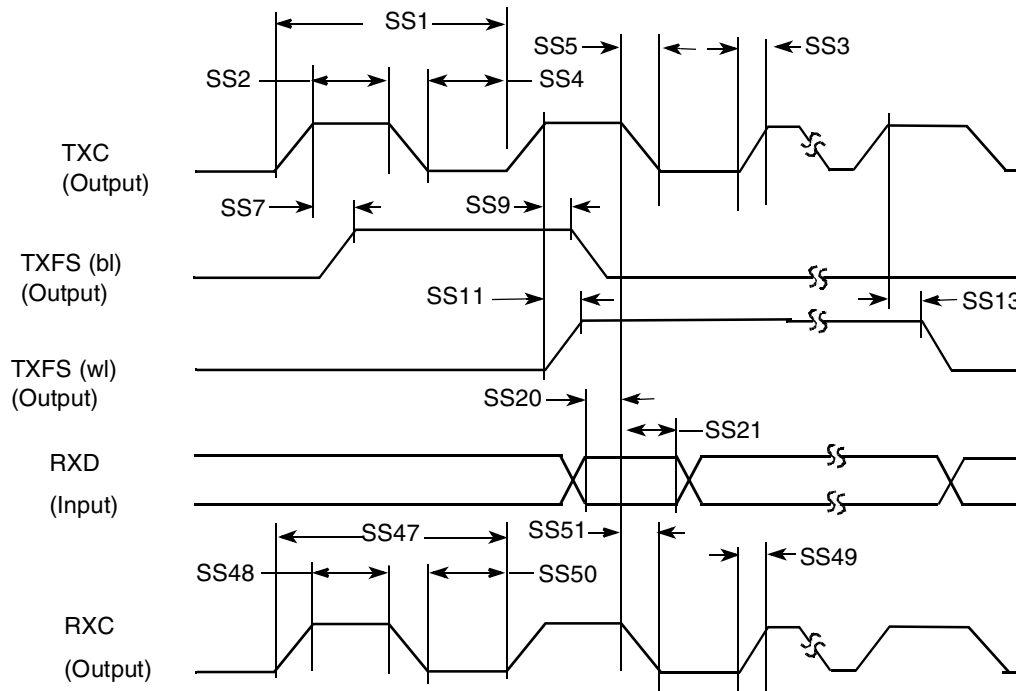 SS1
SS5
SS3
SS2
SS4
TXC
(Output)
SS7
SS9
TXFS (bl)
(Output)
SS11
SS13
TXFS (wl)
(Output)
SS20
SS21
RXD
(Input)
SS47
SS51
SS48
SS50
SS49
RXC
(Output)